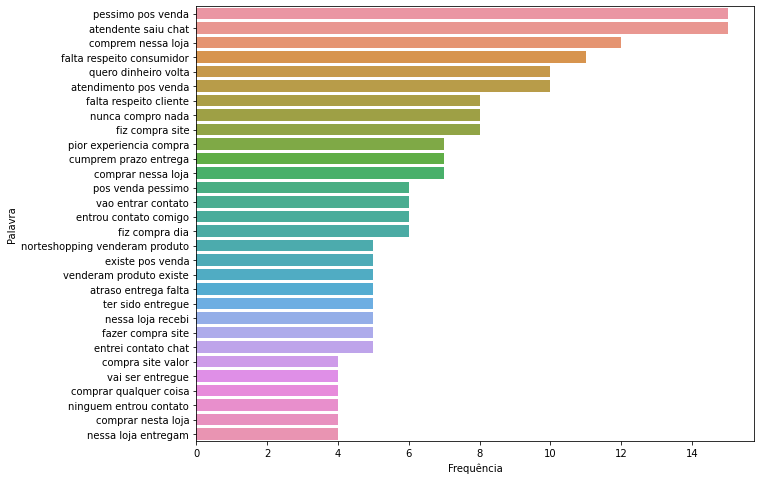 pessimo pos venda
atendente saiu chat
comprem nessa loja
falta respeito consumidor
quero dinheiro volta
atendimento pos venda
falta respeito cliente
nunca compro nada
fiz compra site
pior experiencia compra
cumprem prazo entrega
comprar nessa loja
pos venda pessimo
vao entrar contato
entrou contato comigo
fiz compra dia
norteshopping venderam produto
existe pos venda
venderam produto existe
atraso entrega falta
ter sido entregue
nessa loja recebi
fazer compra site
entrei contato chat
compra site valor
vai ser entregue
comprar qualquer coisa
ninguem entrou contato
comprar nesta loja
nessa loja entregam
Palavra
0 2 4 6 8 10 12 14
Frequência